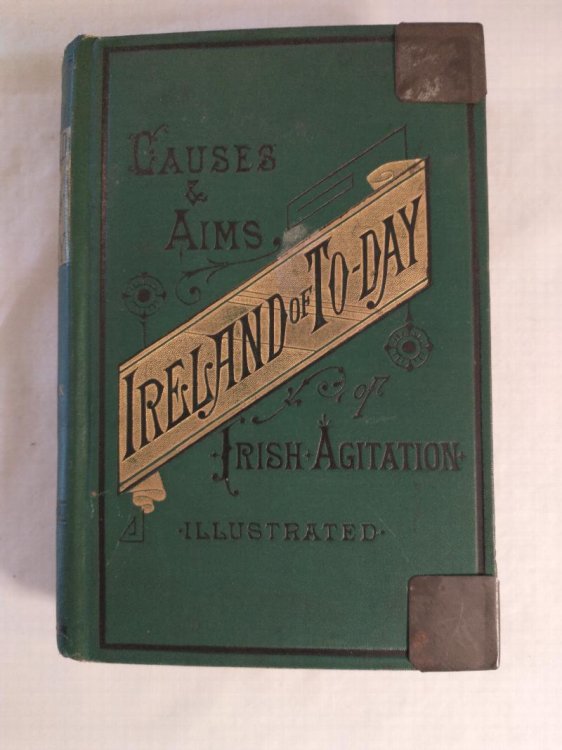 CAUSES
&
AIMS
IRELAND OF TO-DAY
OF
IRISH·AGITATION·
·ILLUSTRATED·